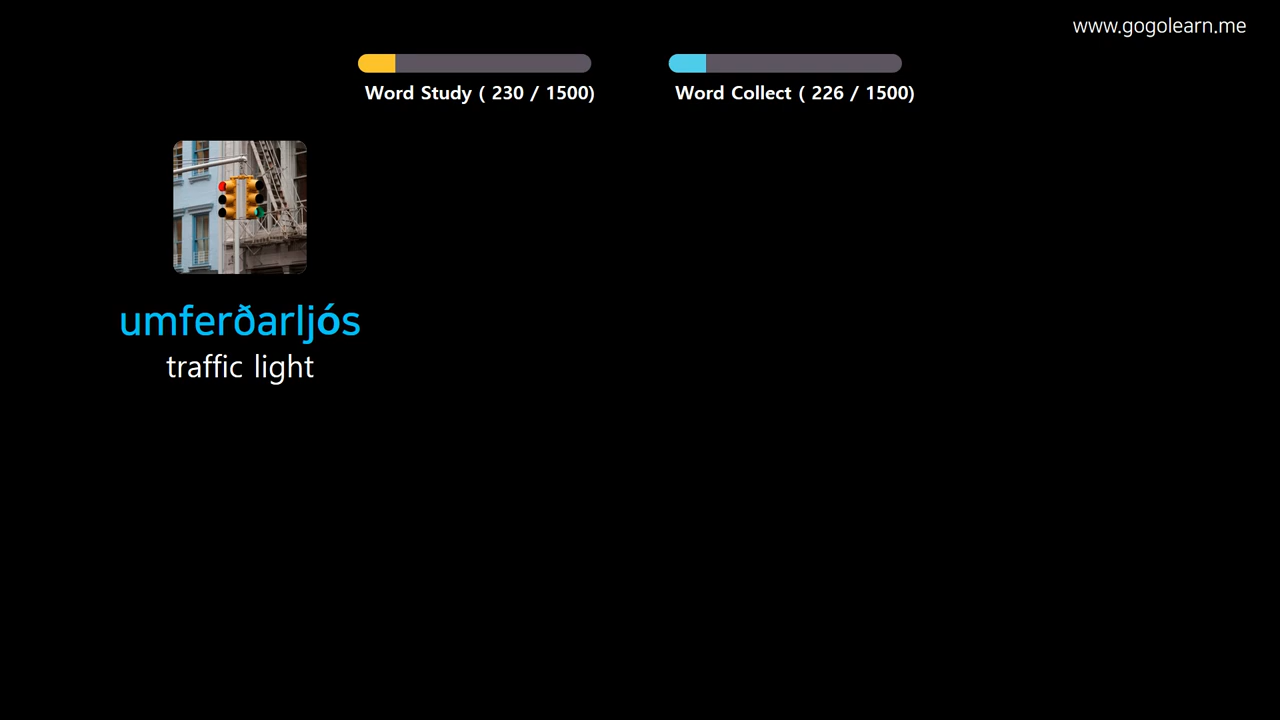 www.gogolearn.me
Word Study ( 230 / 1500)
Word Collect ( 226 / 1500)
umferðarljós
traffic light